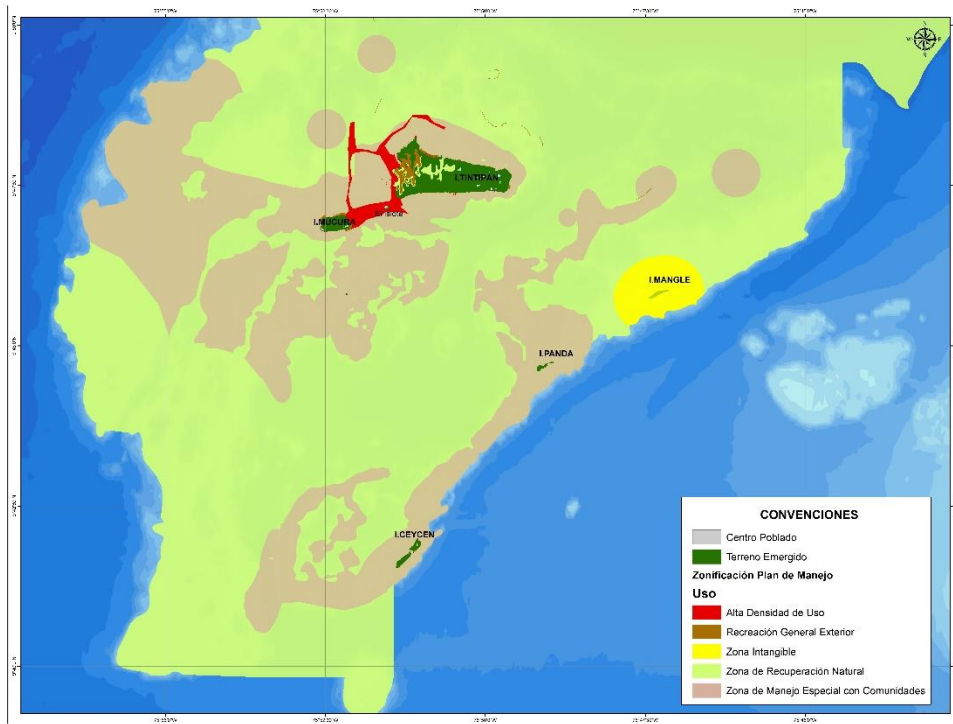 I.TINTIPAN
I.MUCURA
I.MANGLE
I.PANDA
I.CEYCEN
CONVENCIONES
Centro Poblado
Terreno Emergido
Zonificación Plan de Manejo
Uso
Alta Densidad de Uso
Recreación General Exterior
Zona Intangible
Zona de Recuperación Natural
Zona de Manejo Especial con Comunidades